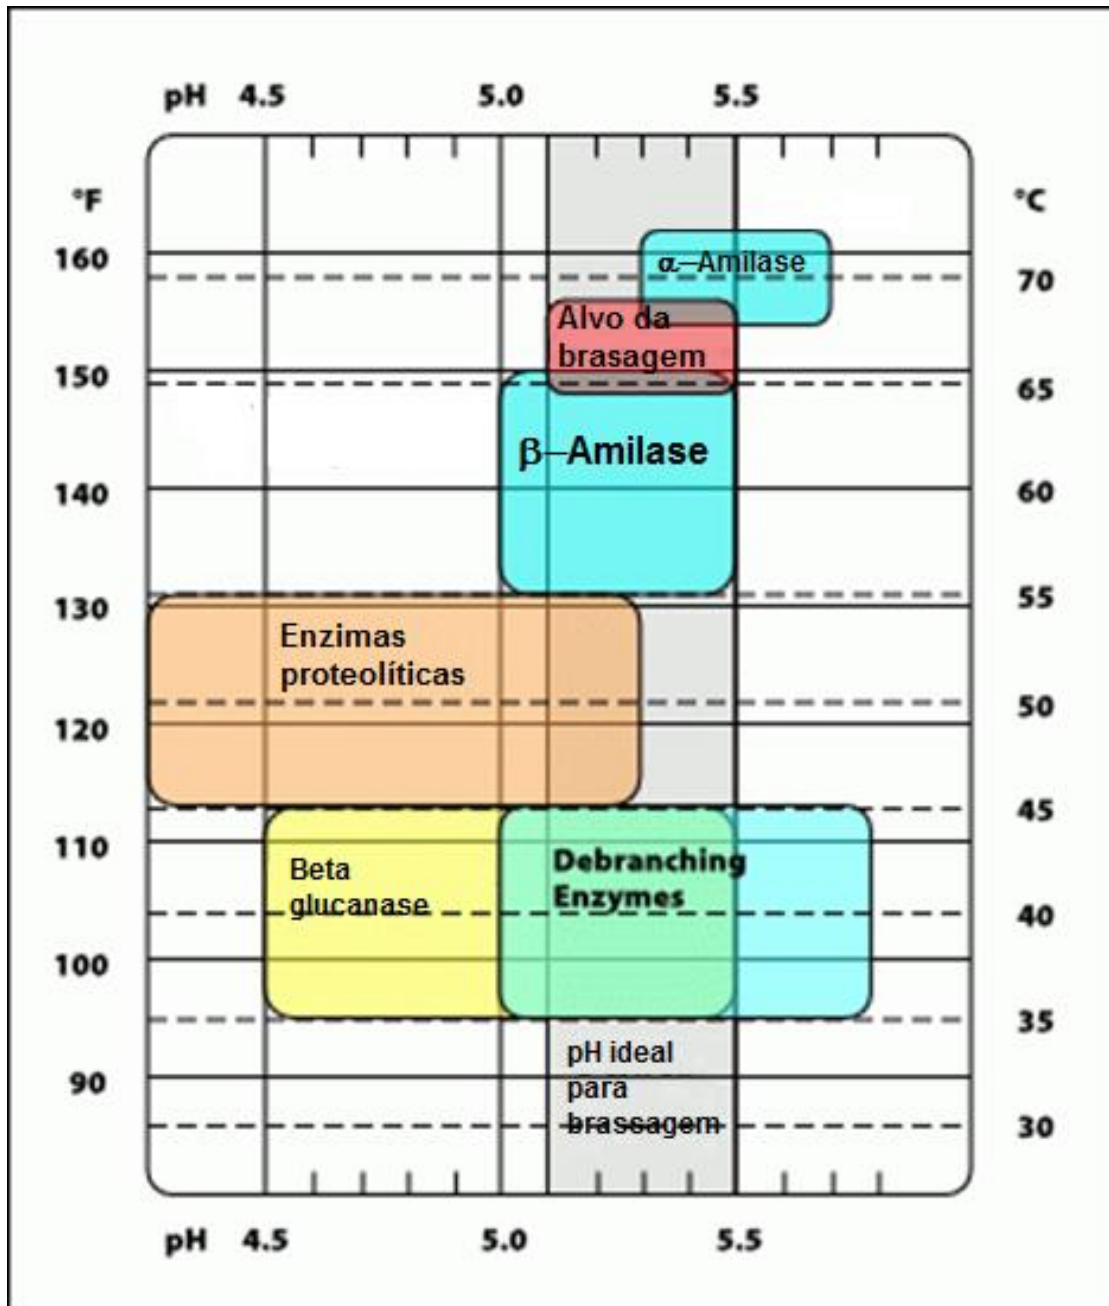 pH 4.5 5.0 5.5
°F °C
160
α–Amilase
70
Alvo da
brasagem
150
65
β–Amilase
140 60
130 55
Enzimas
proteolíticas
50
120
45
110
Debranching
Enzymes
Beta
glucanase
40
100
35
pH ideal
para
brassagem
90
30
pH 4.5 5.0 5.5